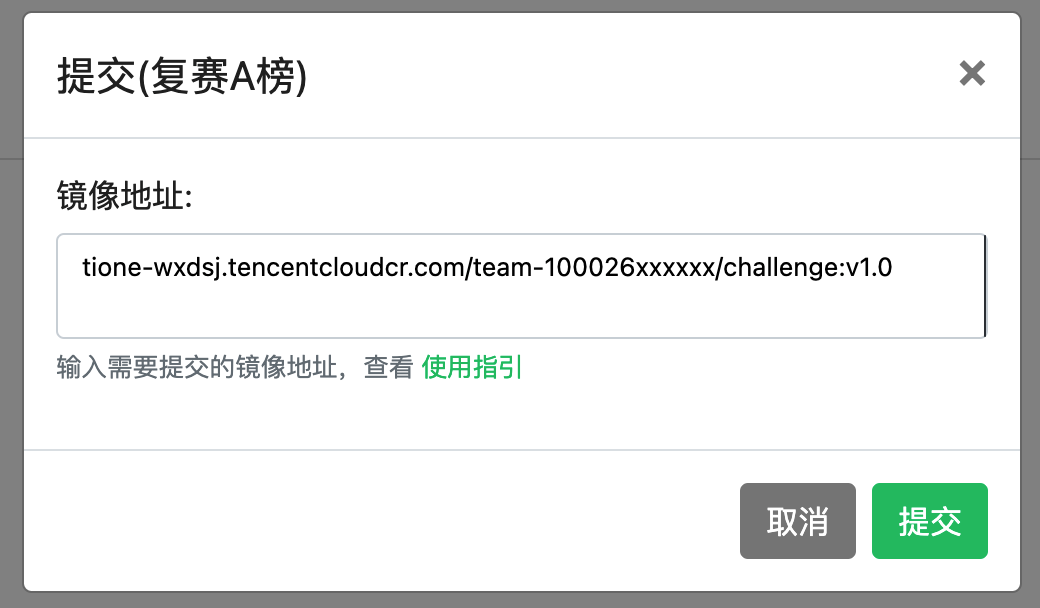 提交(复赛A榜)
镜像地址:
tione-wxdsj.tencentcloudcr.com/team-100026xxxxxx/challenge:v1.0
输入需要提交的镜像地址，查看 使用指引
取消 提交